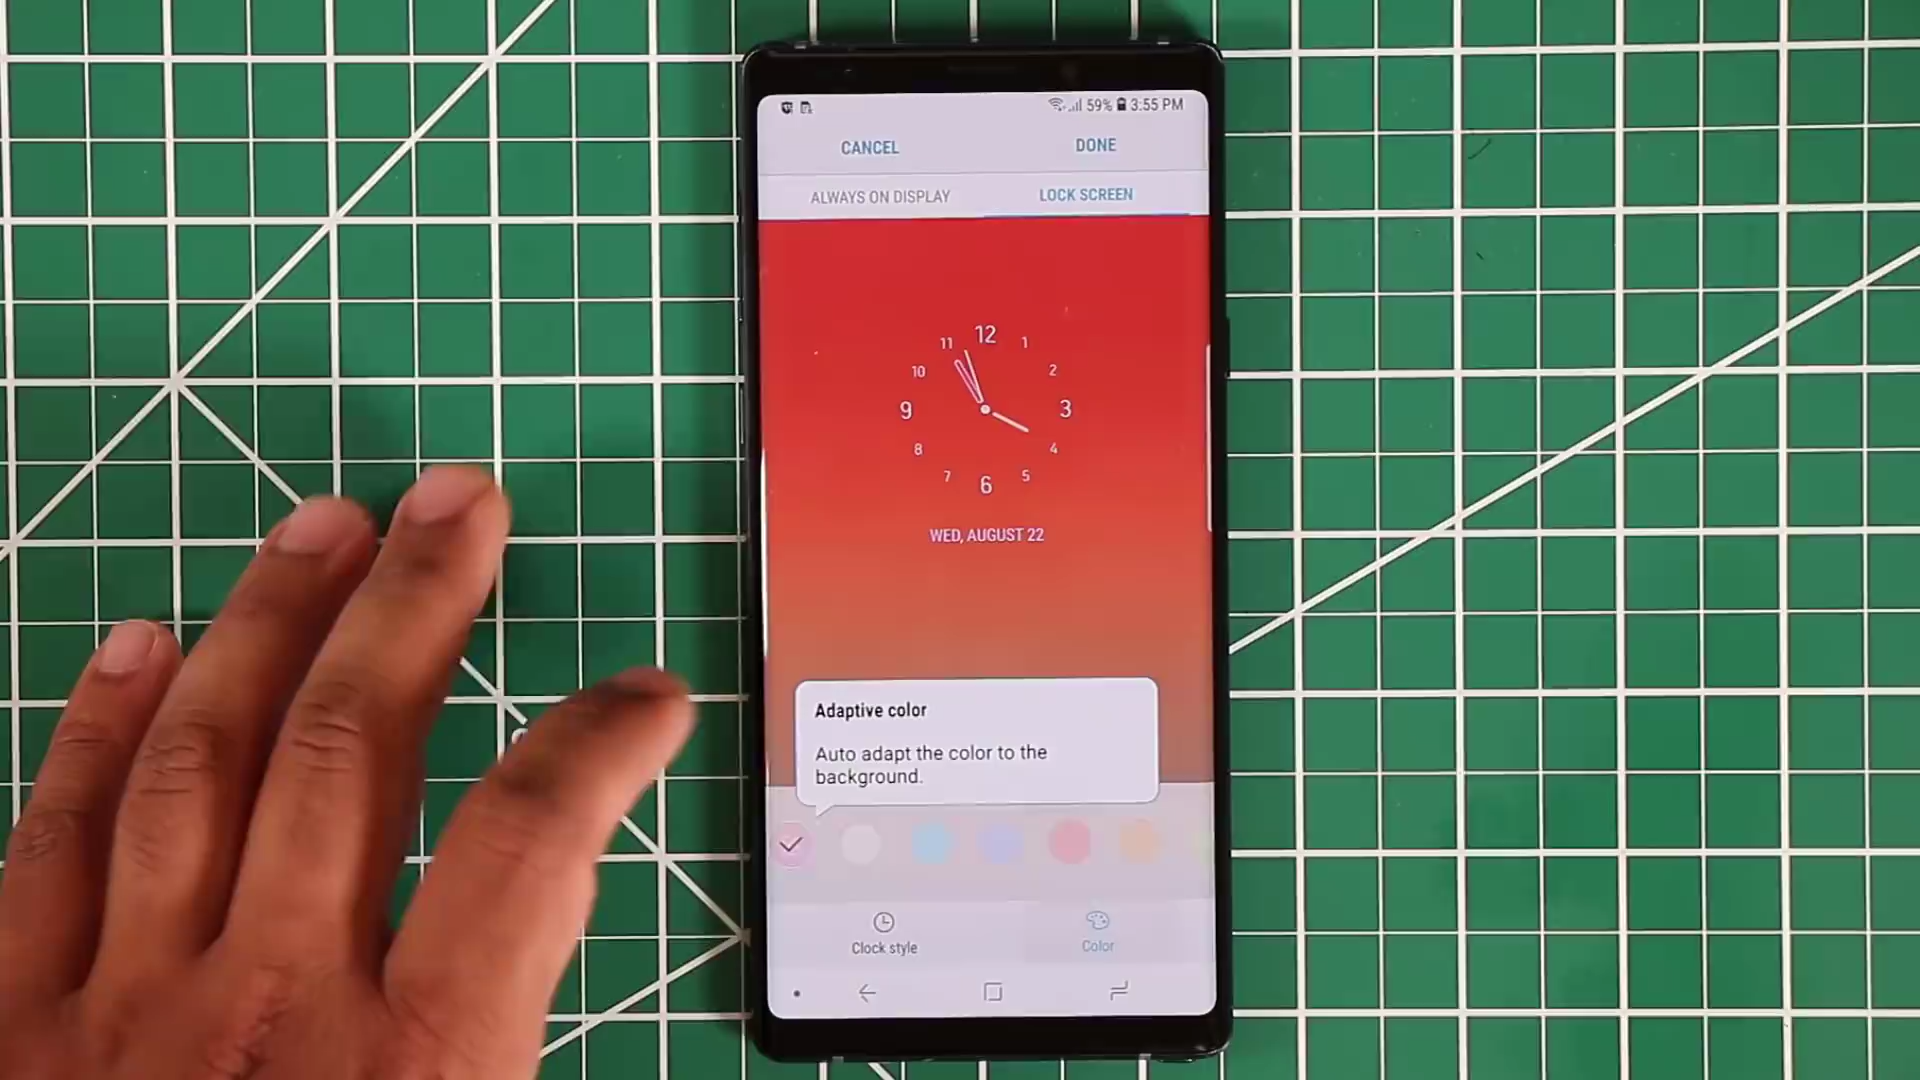 59% 3:55 PM
CANCEL DONE
ALWAYS ON DISPLAY LOCK SCREEN
12
11 1
10 2
9 3
8 4
7 5
6
WED, AUGUST 22
Adaptive color
Auto adapt the color to the
background.
Clock style Color